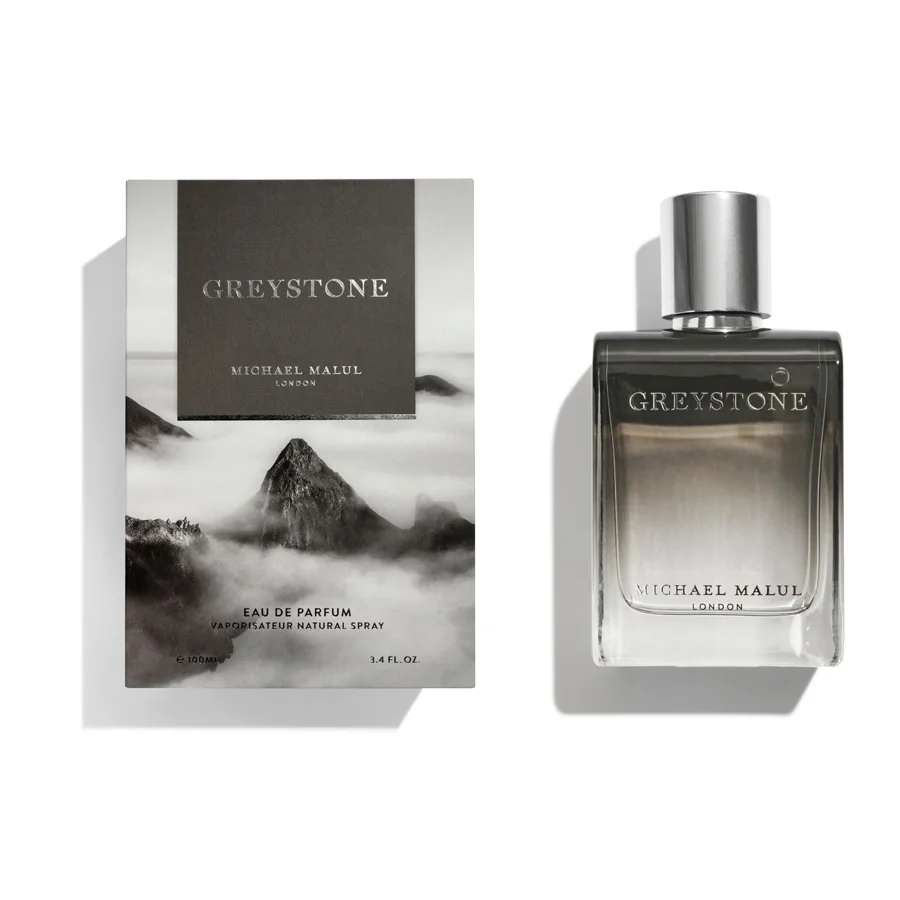 GREYSTONE
MICHAEL MALUL
LONDON
EAU DE PARFUM
VAPORISATEUR NATURAL SPRAY
℮ 100Ml 3.4 FL. OZ.
GREYSTONE
MICHAEL MALUL
LONDON